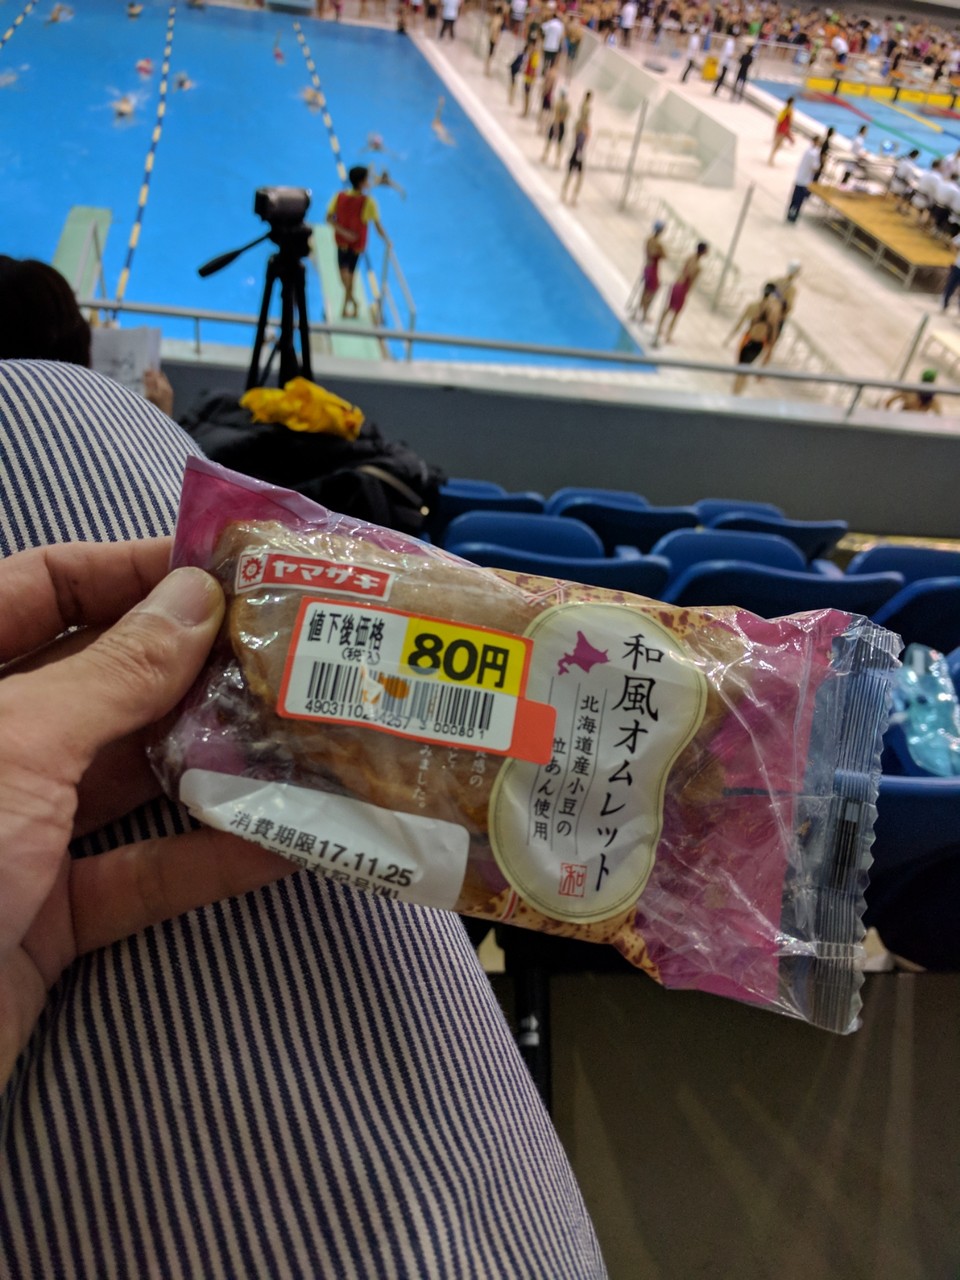 ヤマザキ
値下後価格
(税込)
80円
和風オムレット
北海道産小豆の
粒あん使用
和
消費期限17.11.25